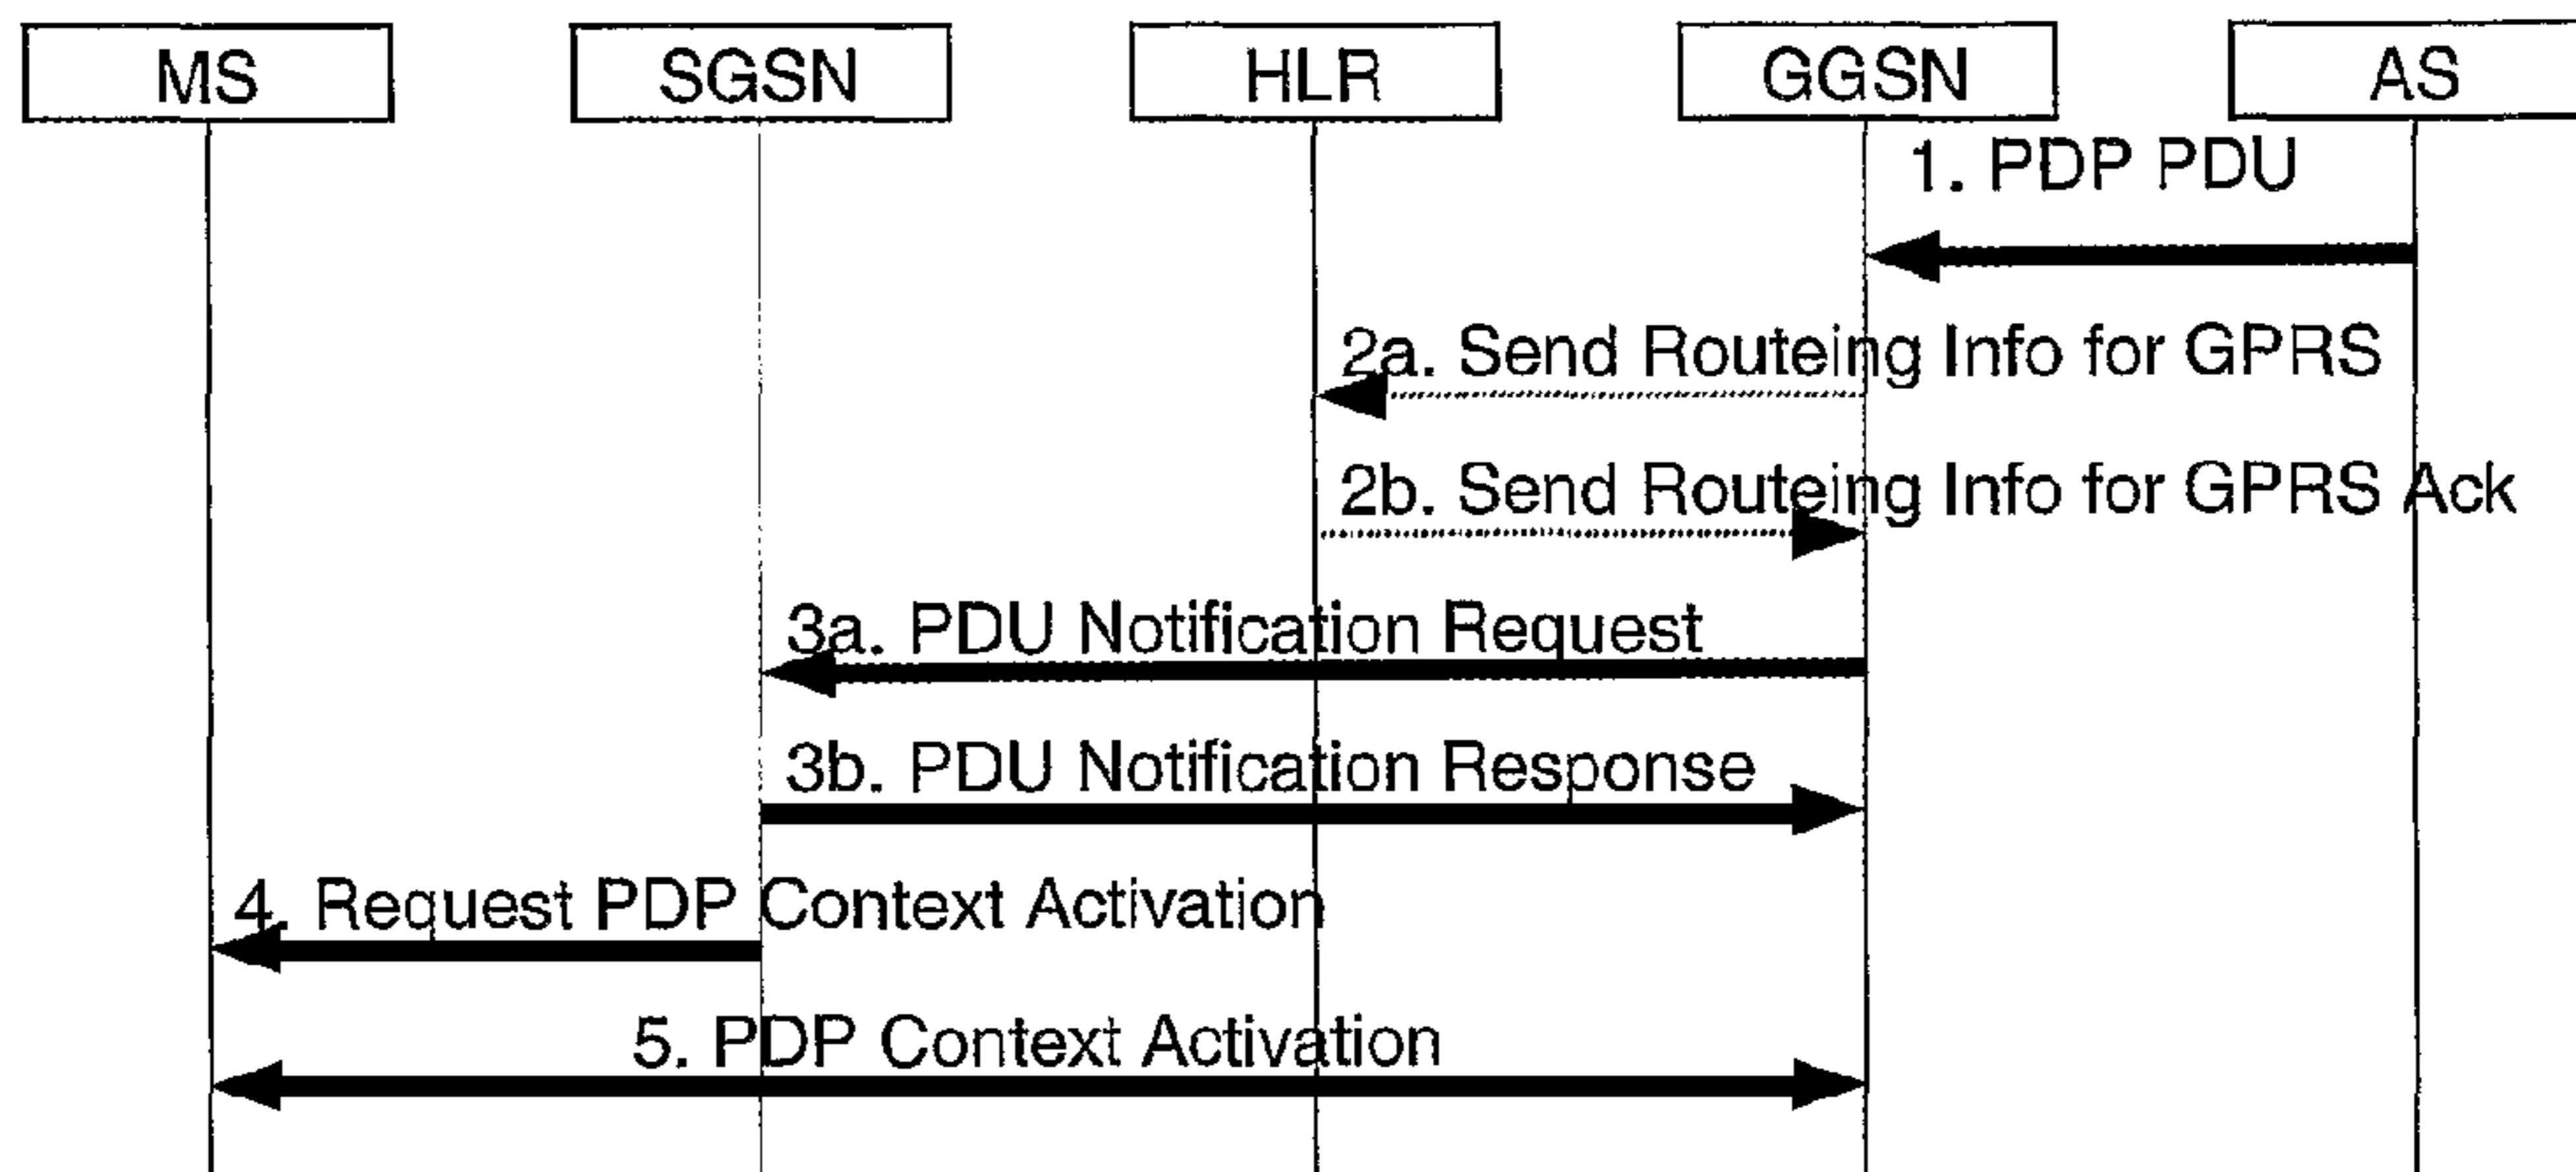 MS SGSN HLR GGSN AS
1. PDP PDU
2a. Send Routeing Info for GPRS
2b. Send Routeing Info for GPRS Ack
3a. PDU Notification Request
3b. PDU Notification Response
4. Request PDP Context Activation
5. PDP Context Activation